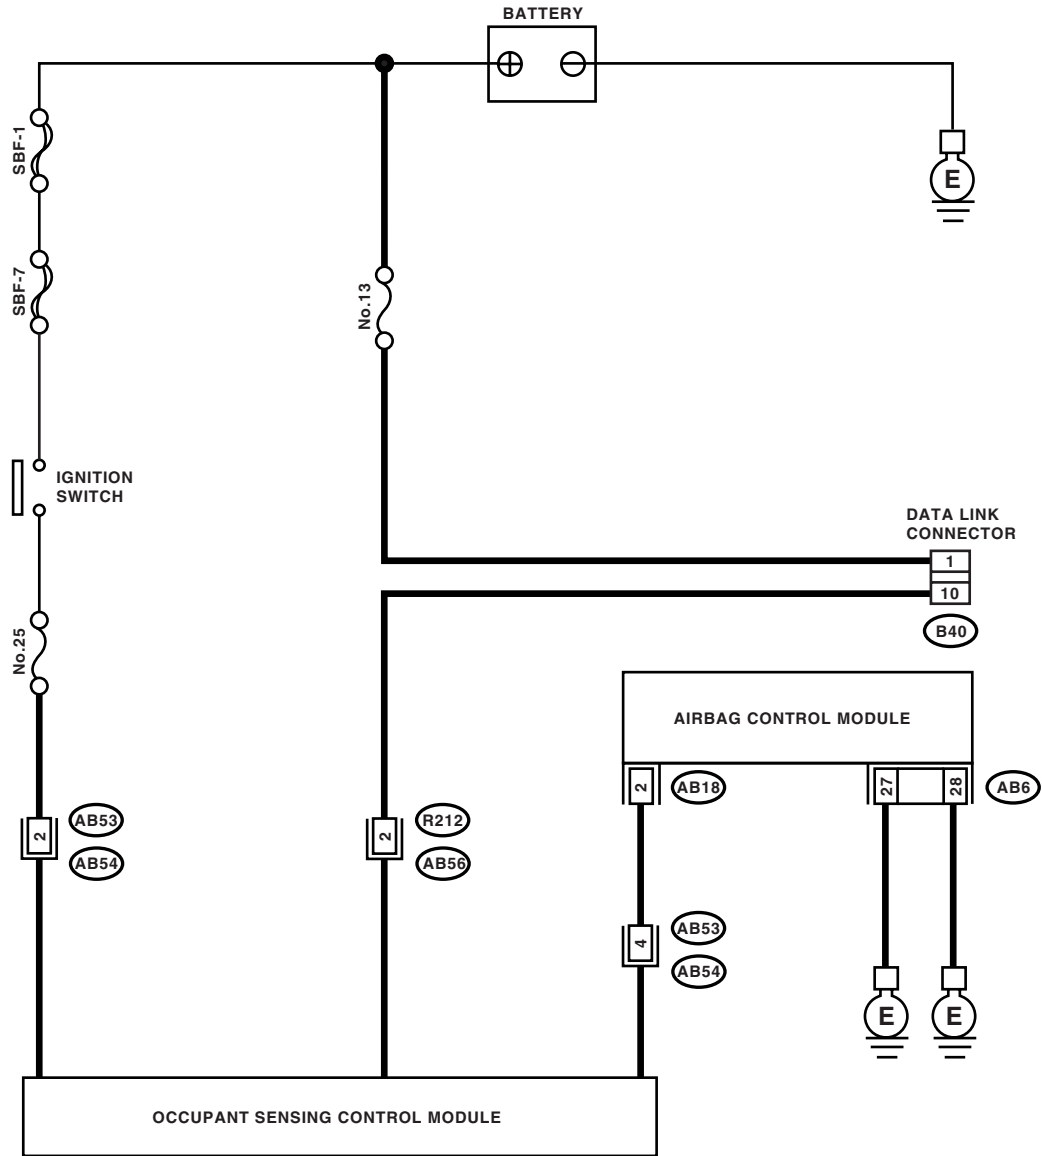 BATTERY
SBF-1
E
SBF-7
No.13
IGNITION
SWITCH
DATA LINK
CONNECTOR
1
10
B40
No.25
AIRBAG CONTROL MODULE
2
AB18
27
28
AB6
2
AB53
AB54
2
R212
AB56
4
AB53
AB54
E
E
OCCUPANT SENSING CONTROL MODULE